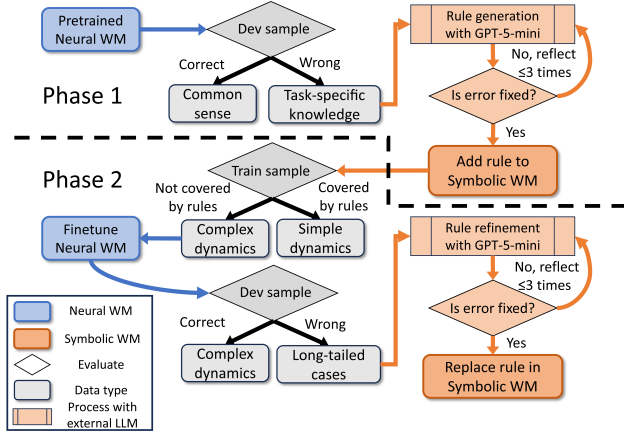 Pretrained
Neural WM
Dev sample
Rule generation
with GPT-5-mini
Correct
Wrong
No, reflect
≤3 times
Phase 1
Common
sense
Task-specific
knowledge
Is error fixed?
Yes
Add rule to
Symbolic WM
Phase 2
Train sample
Not covered
by rules
Covered
by rules
Finetune
Neural WM
Complex
dynamics
Simple
dynamics
Rule refinement
with GPT-5-mini
No, reflect
≤3 times
Dev sample
Is error fixed?
Correct
Wrong
Yes
Complex
dynamics
Long-tailed
cases
Replace rule in
Symbolic WM
Neural WM
Symbolic WM
Evaluate
Data type
Process with
external LLM